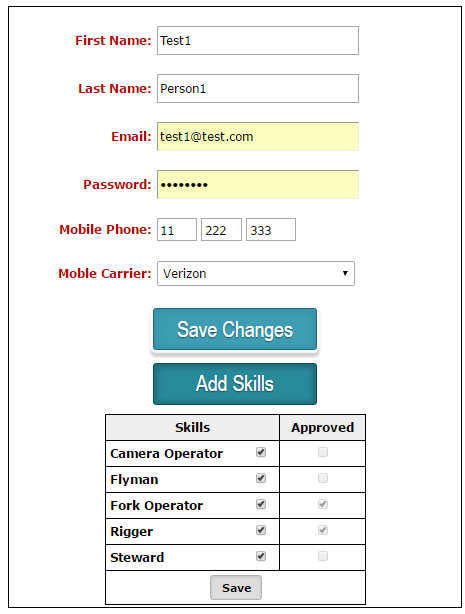 First Name: Test1
Last Name: Person1
Email: test1@test.com
Password: ••••••••
Mobile Phone: 11 222 333
Moble Carrier: Verizon
Save Changes
Add Skills
Skills Approved
Camera Operator
Flyman
Fork Operator
Rigger
Steward
Save